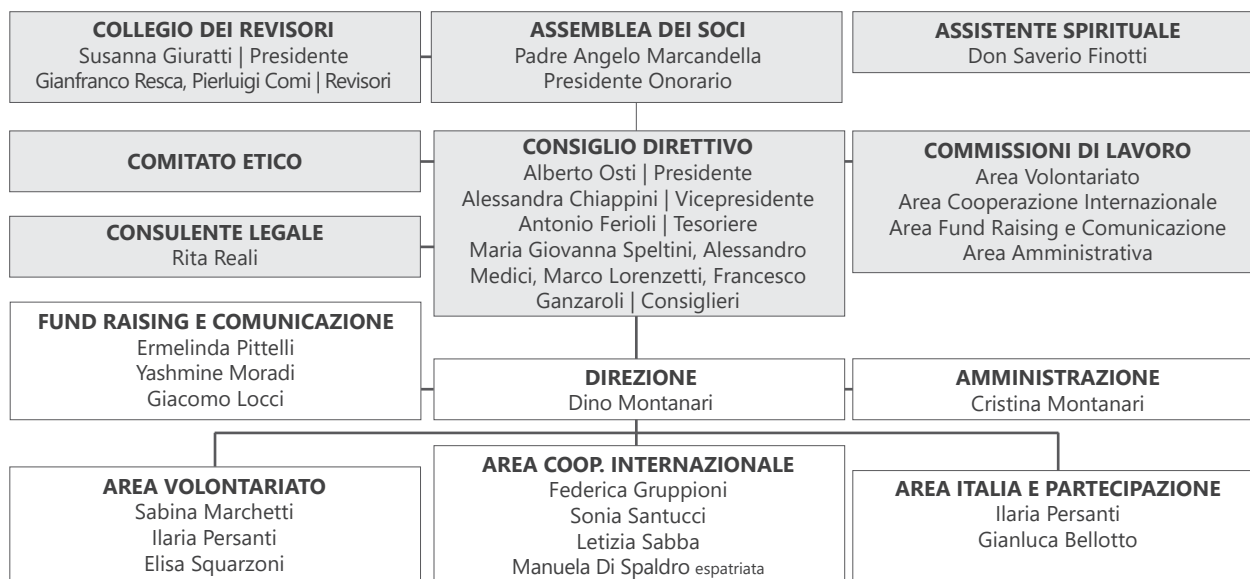 COLLEGIO DEI REVISORI
Susanna Giuratti | Presidente
Gianfranco Resca, Pierluigi Comi | Revisori
ASSEMBLEA DEI SOCI
Padre Angelo Marcandella
Presidente Onorario
ASSISTENTE SPIRITUALE
Don Saverio Finotti
COMITATO ETICO
CONSIGLIO DIRETTIVO
Alberto Osti | Presidente
Alessandra Chiappini | Vicepresidente
Antonio Ferioli | Tesoriere
Maria Giovanna Speltini, Alessandro
Medici, Marco Lorenzetti, Francesco
Ganzaroli | Consiglieri
COMMISSIONI DI LAVORO
Area Volontariato
Area Cooperazione Internazionale
Area Fund Raising e Comunicazione
Area Amministrativa
CONSULENTE LEGALE
Rita Reali
FUND RAISING E COMUNICAZIONE
Ermelinda Pittelli
Yashmine Moradi
Giacomo Locci
DIREZIONE
Dino Montanari
AMMINISTRAZIONE
Cristina Montanari
AREA VOLONTARIATO
Sabina Marchetti
Ilaria Persanti
Elisa Squarzoni
AREA COOP. INTERNAZIONALE
Federica Gruppioni
Sonia Santucci
Letizia Sabba
Manuela Di Spaldro espatriata
AREA ITALIA E PARTECIPAZIONE
Ilaria Persanti
Gianluca Bellotto